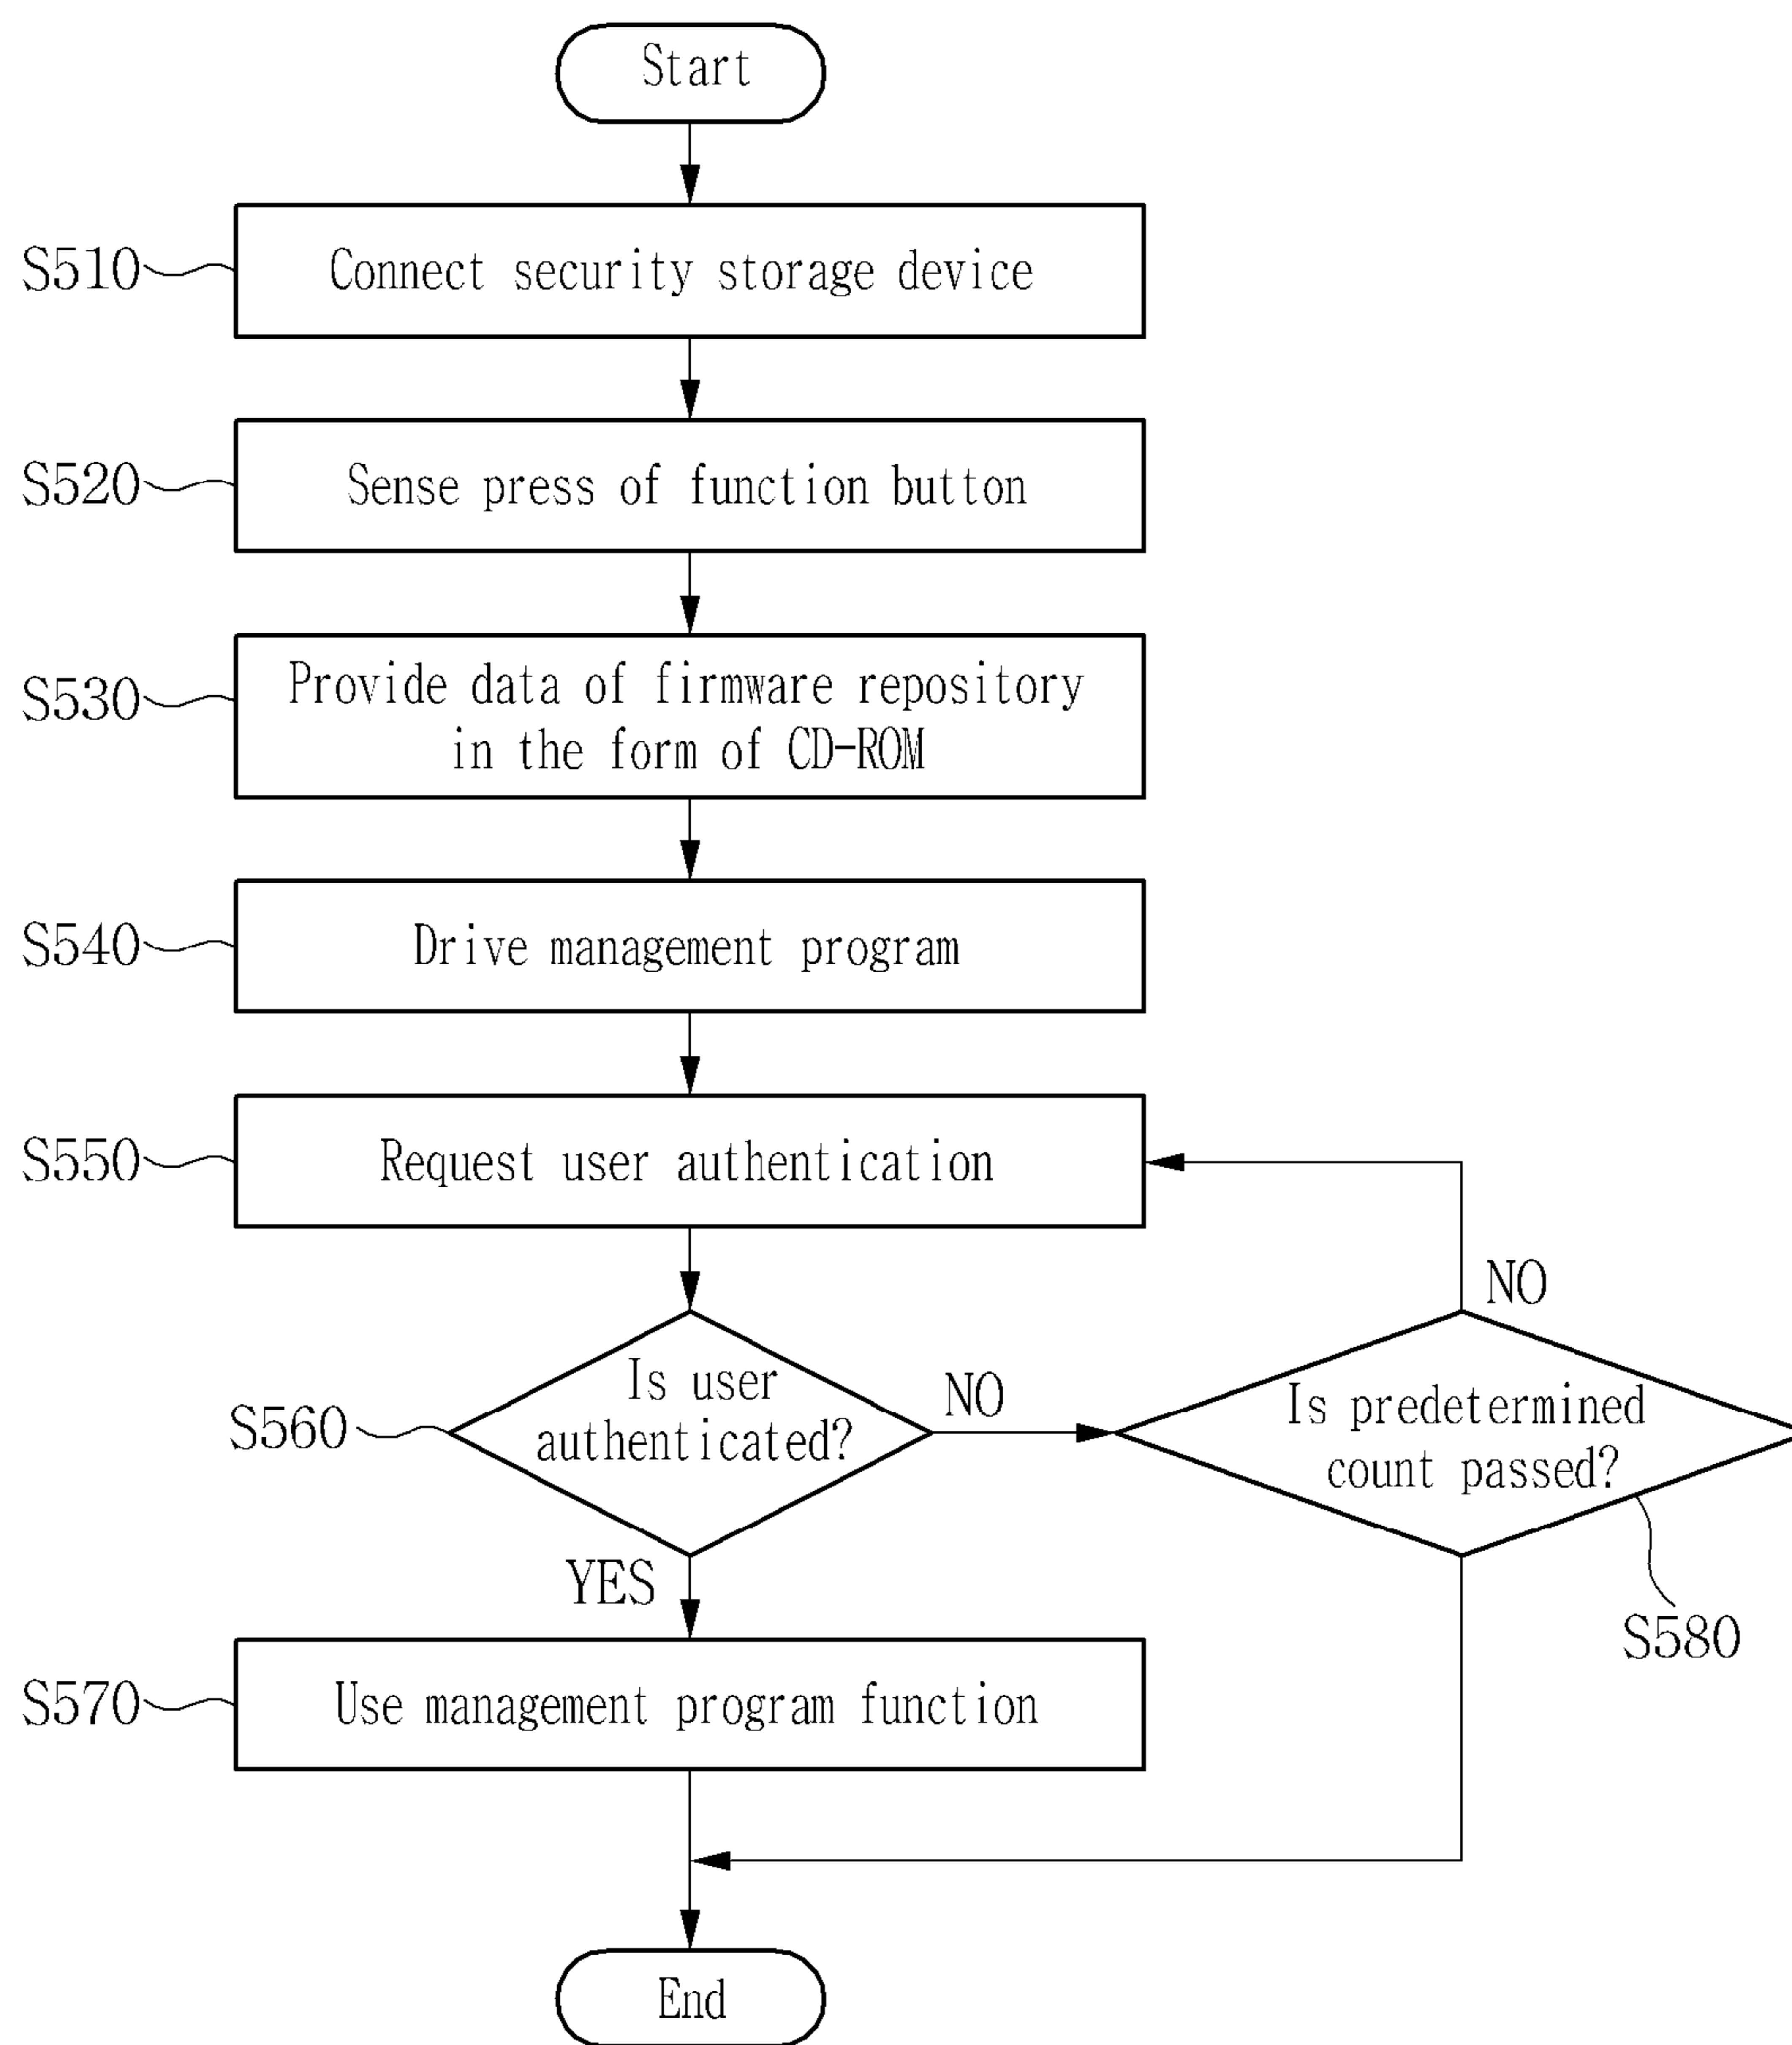 Start
S510
Connect security storage device
S520
Sense press of function button
S530
Provide data of firmware repository
in the form of CD-ROM
S540
Drive management program
S550
Request user authentication
S560
Is user
authenticated?
NO
Is predetermined
count passed?
NO
S580
YES
S570
Use management program function
End